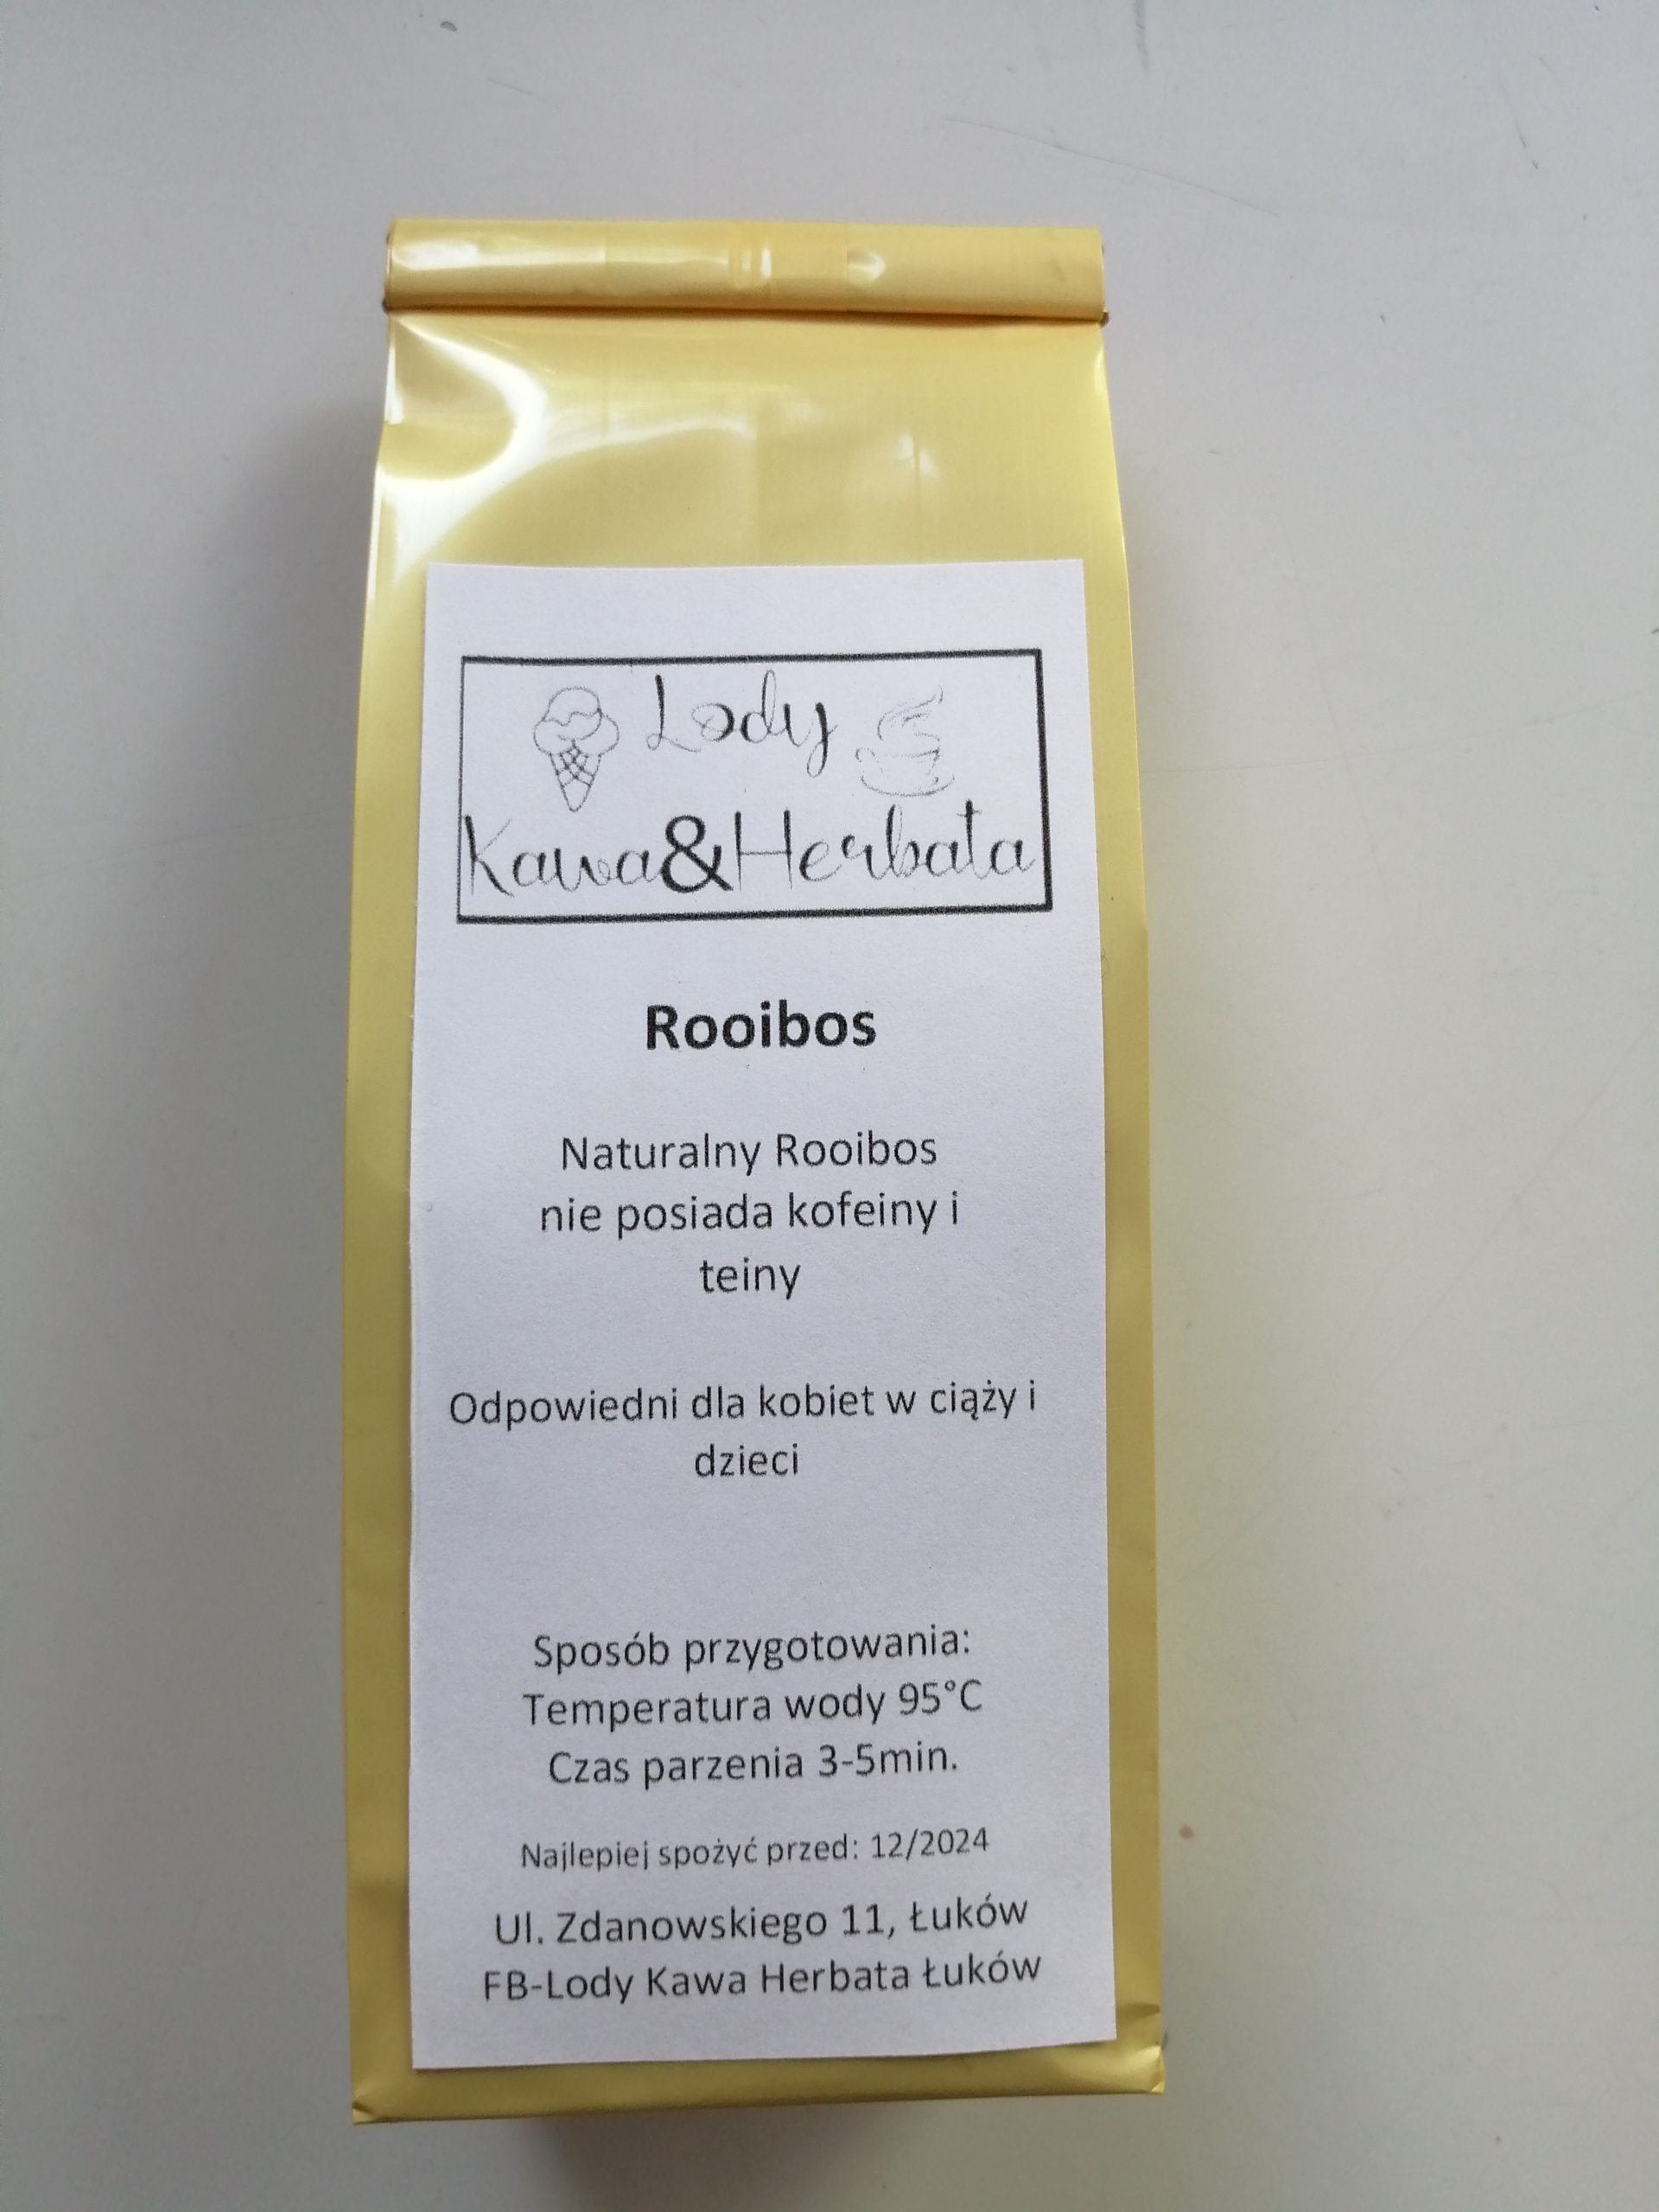 Lody
Kawa&Herbata
Rooibos
Naturalny Rooibos
nie posiada kofeiny i
teiny
Odpowiedni dla kobiet w ciąży i
dzieci
Sposób przygotowania:
Temperatura wody 95°C
Czas parzenia 3-5min.
Najlepiej spożyć przed: 12/2024
Ul. Zdanowskiego 11, Łuków
FB-Lody Kawa Herbata Łuków